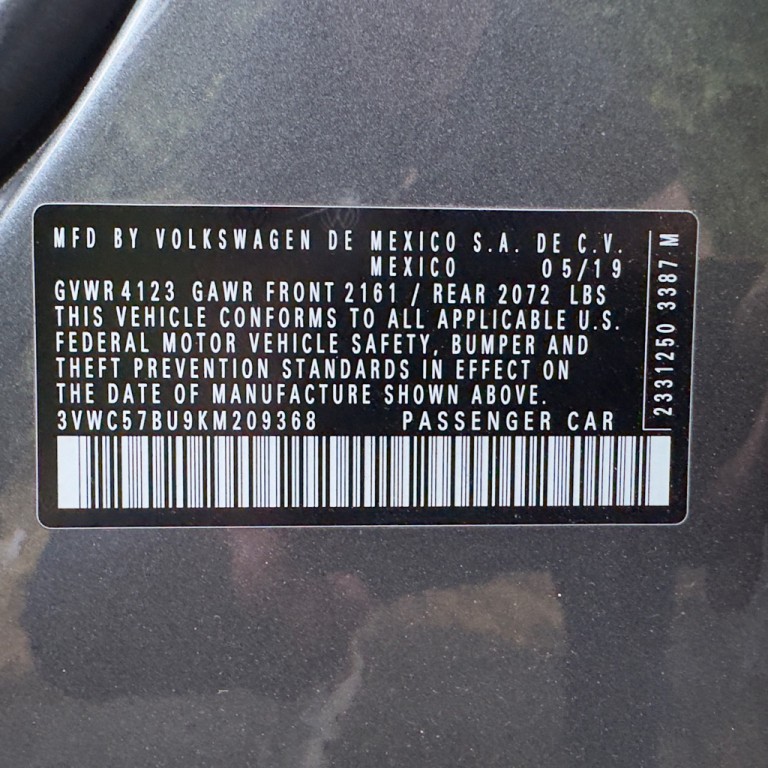 MFD BY VOLKSWAGEN DE MEXICO S.A. DE C.V.
MEXICO 05/19
GVWR 4123 GAWR FRONT 2161 / REAR 2072 LBS
THIS VEHICLE CONFORMS TO ALL APPLICABLE U.S.
FEDERAL MOTOR VEHICLE SAFETY, BUMPER AND
THEFT PREVENTION STANDARDS IN EFFECT ON
THE DATE OF MANUFACTURE SHOWN ABOVE.
3VWC57BU9KM209368 PASSENGER CAR
2331250 3387 M